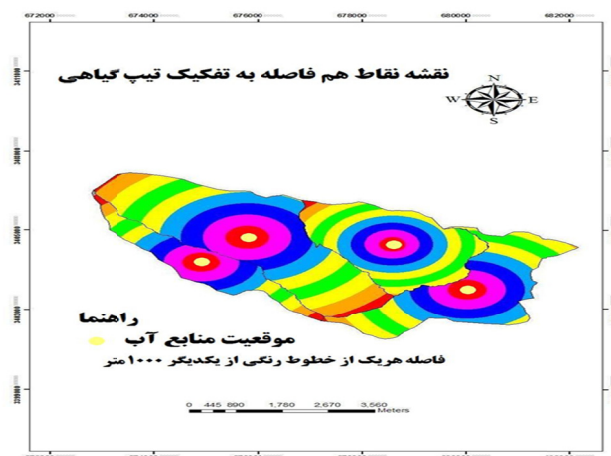 672000 674000 676000 678000 680000 682000
نقشه نقاط هم فاصله به تفکیک تیپ گیاهی
N
W E
S
راهنما
موقعیت منابع آب
فاصله هریک از خطوط رنگی از یکدیگر ۱۰۰۰ متر
0 445 890 1,780 2,670 3,560
Meters